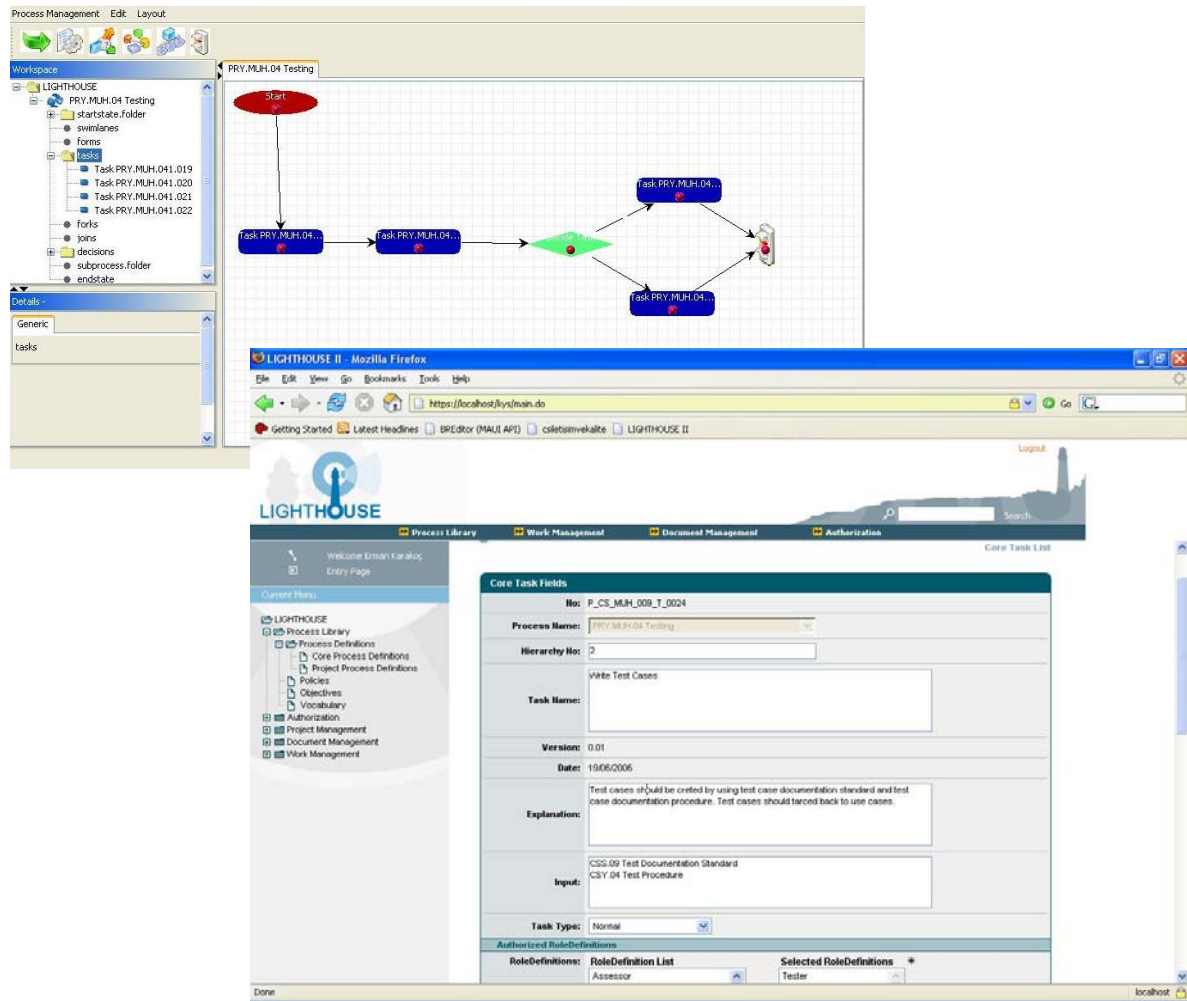 Process Management Edit Layout
Workspace
LIGHTHOUSE
PRY.MUH.04 Testing
startstate.folder
swimlanes
forms
tasks
Task PRY.MUH.041.019
Task PRY.MUH.041.020
Task PRY.MUH.041.021
Task PRY.MUH.041.022
forks
joins
decisions
subprocess.folder
endstate
Details -
Generic
tasks
PRY.MUH.04 Testing
Start
Task PRY.MUH.04...
Task PRY.MUH.04...
Task PRY.MUH.04...
Task PRY.MUH.04...
LIGHTHOUSE II - Mozilla Firefox
File Edit View Go Bookmarks Tools Help
https://localhost/kys/main.do
Go
Getting Started Latest Headlines BREditor (MAUI API) csiletisimvekalite LIGHTHOUSE II
Logout
LIGHTHOUSE
Search
Process Library Work Management Document Management Authorization
Welcome Erman Karakoç
Entry Page
Core Task List
Current Menu
LIGHTHOUSE
Process Library
Process Definitions
Core Process Definitions
Project Process Definitions
Policies
Objectives
Vocabulary
Authorization
Project Management
Document Management
Work Management
Core Task Fields
No: P_CS_MUH_009_T_0024
Process Name: PRY.MUH.04 Testing
Hierarchy No: 2
Task Name: Write Test Cases
Version: 0.01
Date: 19/06/2006
Explanation: Test cases should be creted by using test case documentation standard and test
case documentation procedure. Test cases should tarced back to use cases.
Input: CSS.09 Test Documentation Standard
CSY.04 Test Procedure
Task Type: Normal
Authorized RoleDefinitions
RoleDefinitions: RoleDefinition List Selected RoleDefinitions *
Assessor Tester
Done localhost